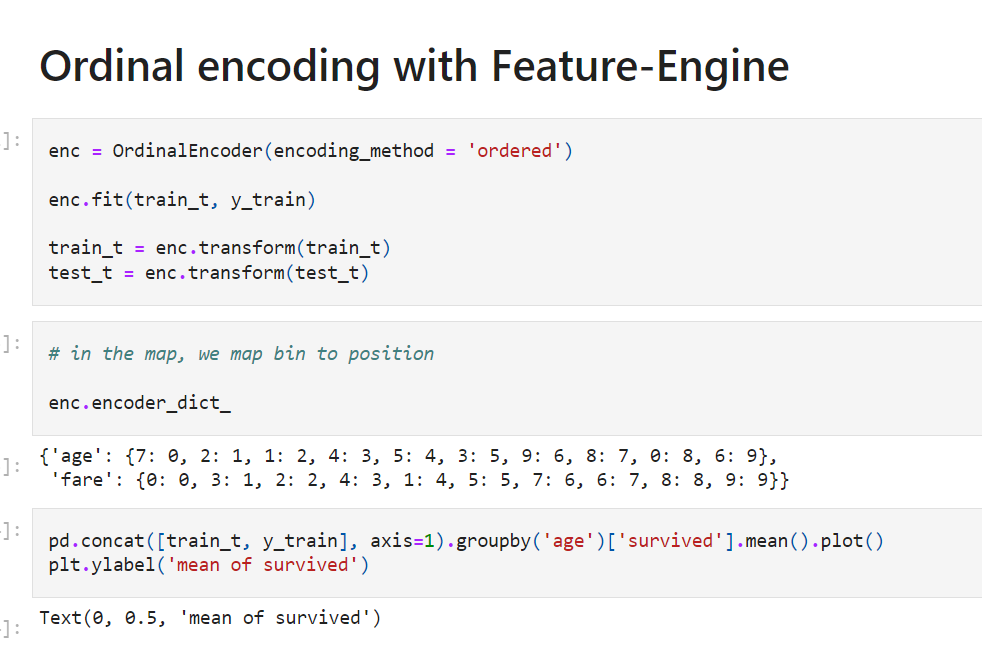 Ordinal encoding with Feature-Engine
]:
enc = OrdinalEncoder(encoding_method = 'ordered')
enc.fit(train_t, y_train)
train_t = enc.transform(train_t)
test_t = enc.transform(test_t)
]:
# in the map, we map bin to position
enc.encoder_dict_
]:
{'age': {7: 0, 2: 1, 1: 2, 4: 3, 5: 4, 3: 5, 9: 6, 8: 7, 0: 8, 6: 9},
'fare': {0: 0, 3: 1, 2: 2, 4: 3, 1: 4, 5: 5, 7: 6, 6: 7, 8: 8, 9: 9}}
]:
pd.concat([train_t, y_train], axis=1).groupby('age')['survived'].mean().plot()
plt.ylabel('mean of survived')
]:
Text(0, 0.5, 'mean of survived')